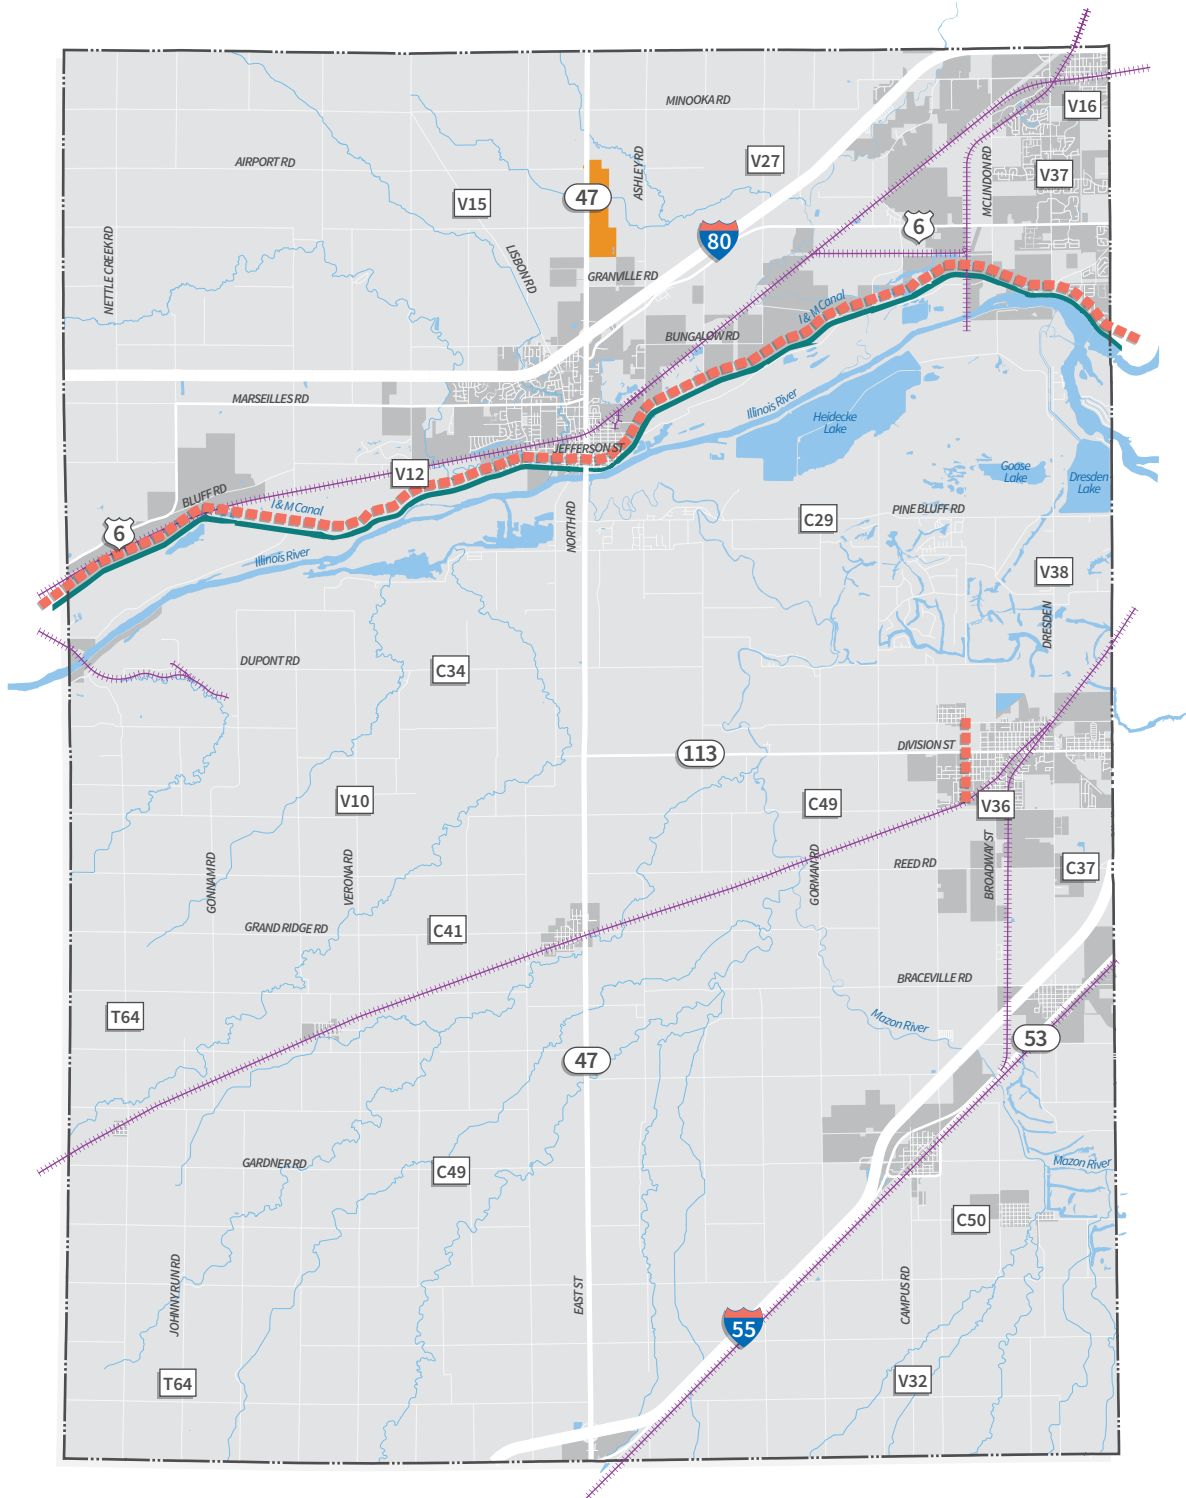 MINOOKA RD
V16
AIRPORT RD
ASHLEY RD
V27
MCLINDON RD
V37
V15
47
6
80
NETTLE CREEK RD
LISBON RD
GRANVILLE RD
I & M Canal
BUNGALOW RD
MARSEILLES RD
Illinois River
Heidecke
Lake
JEFFERSON ST
V12
Goose
Lake
Dresden
Lake
BLUFF RD
I & M Canal
6
NORTH RD
C29
PINE BLUFF RD
Illinois River
V38
DRESDEN
DUPONT RD
C34
DIVISION ST
113
V10
C49
V36
GONNAM RD
VERONA RD
GORMAN RD
REED RD
BROADWAY ST
C37
GRAND RIDGE RD
C41
BRACEVILLE RD
T64
Mazon River
53
47
GARDNER RD
C49
Mazon River
C50
JOHNNY RUN RD
EAST ST
CAMPUS RD
55
T64
V32